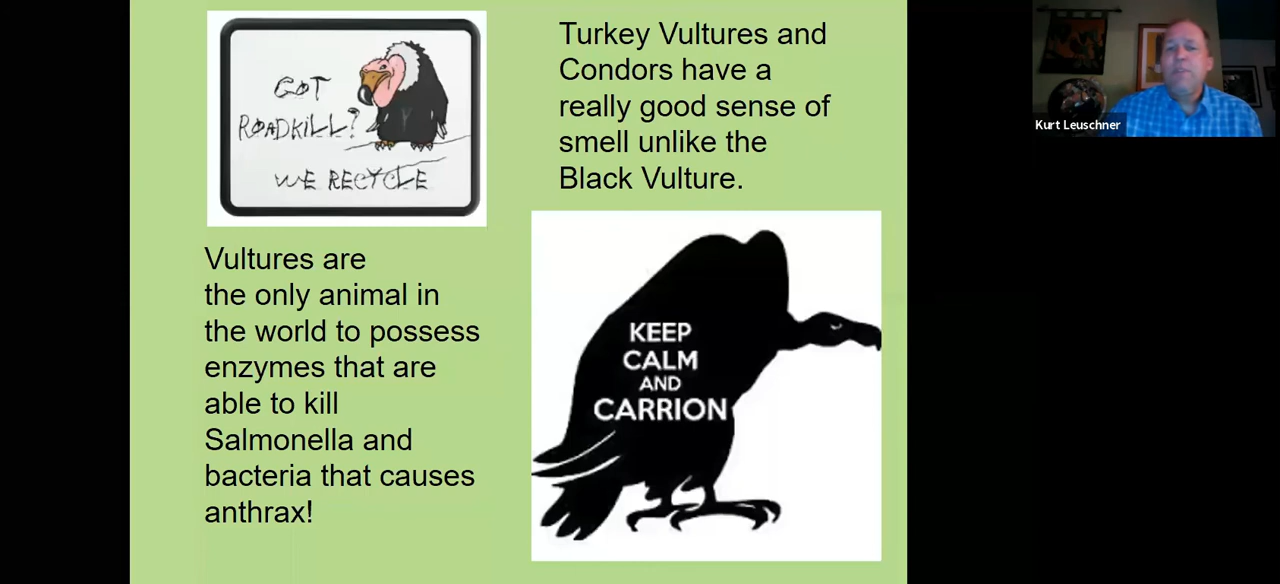 GOT
ROADKILL?
WE RECYCLE
Vultures are
the only animal in
the world to possess
enzymes that are
able to kill
Salmonella and
bacteria that causes
anthrax!
Turkey Vultures and
Condors have a
really good sense of
smell unlike the
Black Vulture.
KEEP
CALM
AND
CARRION
Kurt Leuschner